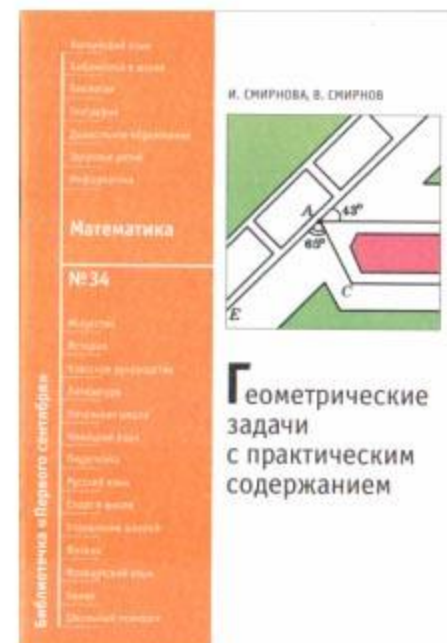 Английский язык
Библиотека в школе
Биология
География
Дошкольное образование
Здоровье детей
Информатика
Математика
№34
Искусство
История
Классное руководство
Литература
Начальная школа
Немецкий язык
Русский язык
Спорт в школе
Управление школой
Физика
Французский язык
Химия
Школьный психолог
Библиотечка «Первого сентября»
И. СМИРНОВА, В. СМИРНОВ
A
43°
65°
C
E
Геометрические
задачи
с практическим
содержанием